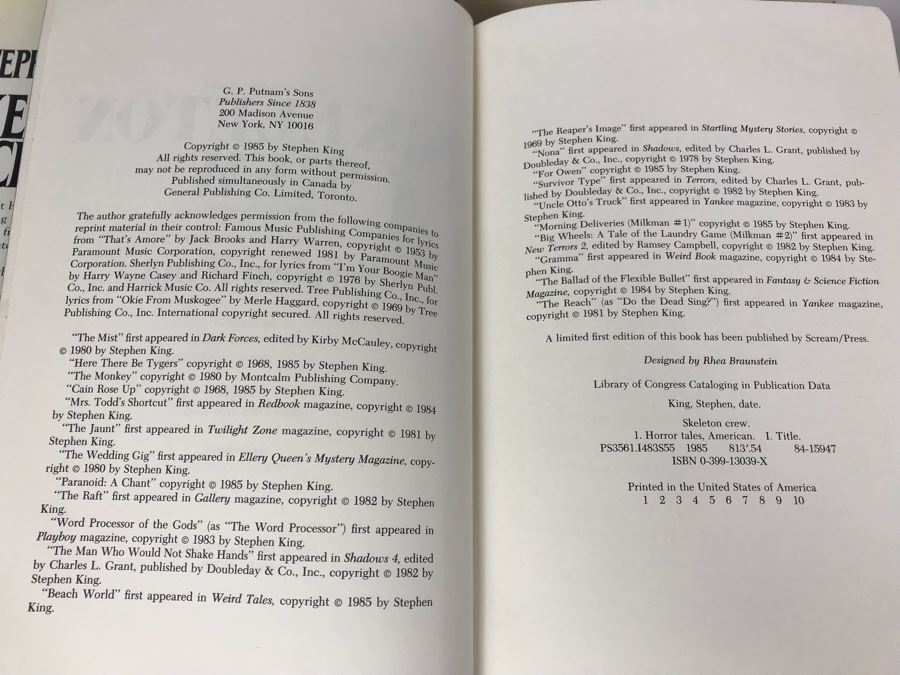 TEPH
G. P. Putnam's Sons
Publishers Since 1838
200 Madison Avenue
New York, NY 10016
Copyright © 1985 by Stephen King
All rights reserved. This book, or parts thereof,
may not be reproduced in any form without permission.
Published simultaneously in Canada by
General Publishing Co. Limited, Toronto.
The author gratefully acknowledges permission from the following companies to
reprint material in their control: Famous Music Publishing Companies for lyrics
from "That's Amore" by Jack Brooks and Harry Warren, copyright © 1953 by
Paramount Music Corporation, copyright renewed 1981 by Paramount Music
Corporation. Sherlyn Publishing Co., Inc., for lyrics from "I'm Your Boogie Man"
by Harry Wayne Casey and Richard Finch, copyright © 1976 by Sherlyn Publ.
Co., Inc. and Harrick Music Co. All rights reserved. Tree Publishing Co., Inc., for
lyrics from "Okie From Muskogee" by Merle Haggard, copyright © 1969 by Tree
Publishing Co., Inc. International copyright secured. All rights reserved.
"The Mist" first appeared in Dark Forces, edited by Kirby McCauley, copyright
© 1980 by Stephen King.
"Here There Be Tygers" copyright © 1968, 1985 by Stephen King.
"The Monkey" copyright © 1980 by Montcalm Publishing Company.
"Cain Rose Up" copyright © 1968, 1985 by Stephen King.
"Mrs. Todd's Shortcut" first appeared in Redbook magazine, copyright © 1984
by Stephen King.
"The Jaunt" first appeared in Twilight Zone magazine, copyright © 1981 by
Stephen King.
"The Wedding Gig" first appeared in Ellery Queen's Mystery Magazine, copy-
right © 1980 by Stephen King.
"Paranoid: A Chant" copyright © 1985 by Stephen King.
"The Raft" first appeared in Gallery magazine, copyright © 1982 by Stephen
King.
"Word Processor of the Gods" (as "The Word Processor") first appeared in
Playboy magazine, copyright © 1983 by Stephen King.
"The Man Who Would Not Shake Hands" first appeared in Shadows 4, edited
by Charles L. Grant, published by Doubleday & Co., Inc., copyright © 1982 by
Stephen King.
"Beach World" first appeared in Weird Tales, copyright © 1985 by Stephen
King.
"The Reaper's Image" first appeared in Startling Mystery Stories, copyright ©
1969 by Stephen King.
"Nona" first appeared in Shadows, edited by Charles L. Grant, published by
Doubleday & Co., Inc., copyright © 1978 by Stephen King.
"For Owen" copyright © 1985 by Stephen King.
"Survivor Type" first appeared in Terrors, edited by Charles L. Grant, pub-
lished by Doubleday & Co., Inc., copyright © 1982 by Stephen King.
"Uncle Otto's Truck" first appeared in Yankee magazine, copyright © 1983 by
Stephen King.
"Morning Deliveries (Milkman #1)" copyright © 1985 by Stephen King.
"Big Wheels: A Tale of the Laundry Game (Milkman #2)" first appeared in
New Terrors 2, edited by Ramsey Campbell, copyright © 1982 by Stephen King.
"Gramma" first appeared in Weird Book magazine, copyright © 1984 by Ste-
phen King.
"The Ballad of the Flexible Bullet" first appeared in Fantasy & Science Fiction
Magazine, copyright © 1984 by Stephen King.
"The Reach" (as "Do the Dead Sing?") first appeared in Yankee magazine,
copyright © 1981 by Stephen King.
A limited first edition of this book has been published by Scream/Press.
Designed by Rhea Braunstein
Library of Congress Cataloging in Publication Data
King, Stephen, date.
Skeleton crew.
1. Horror tales, American. I. Title.
PS3561.I483S55 1985 813'.54 84-15947
ISBN 0-399-13039-X
Printed in the United States of America
1 2 3 4 5 6 7 8 9 10